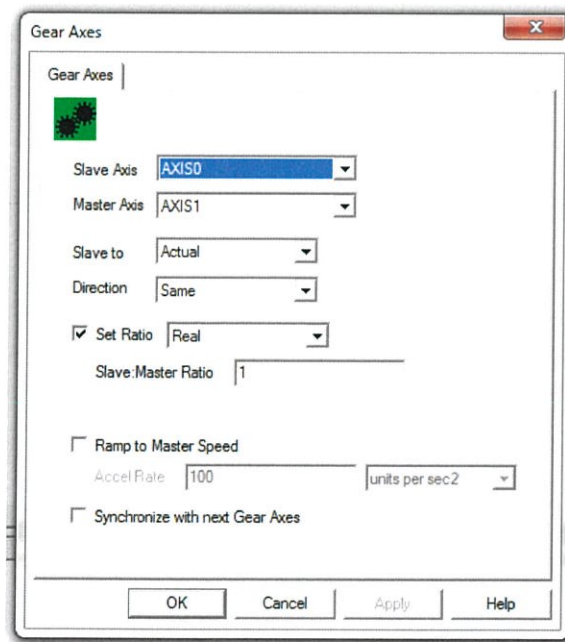 Gear Axes
Gear Axes
Slave Axis AXIS0
Master Axis AXIS1
Slave to Actual
Direction Same
Set Ratio Real
Slave:Master Ratio 1
Ramp to Master Speed
Accel Rate 100 units per sec2
Synchronize with next Gear Axes
OK Cancel Apply Help